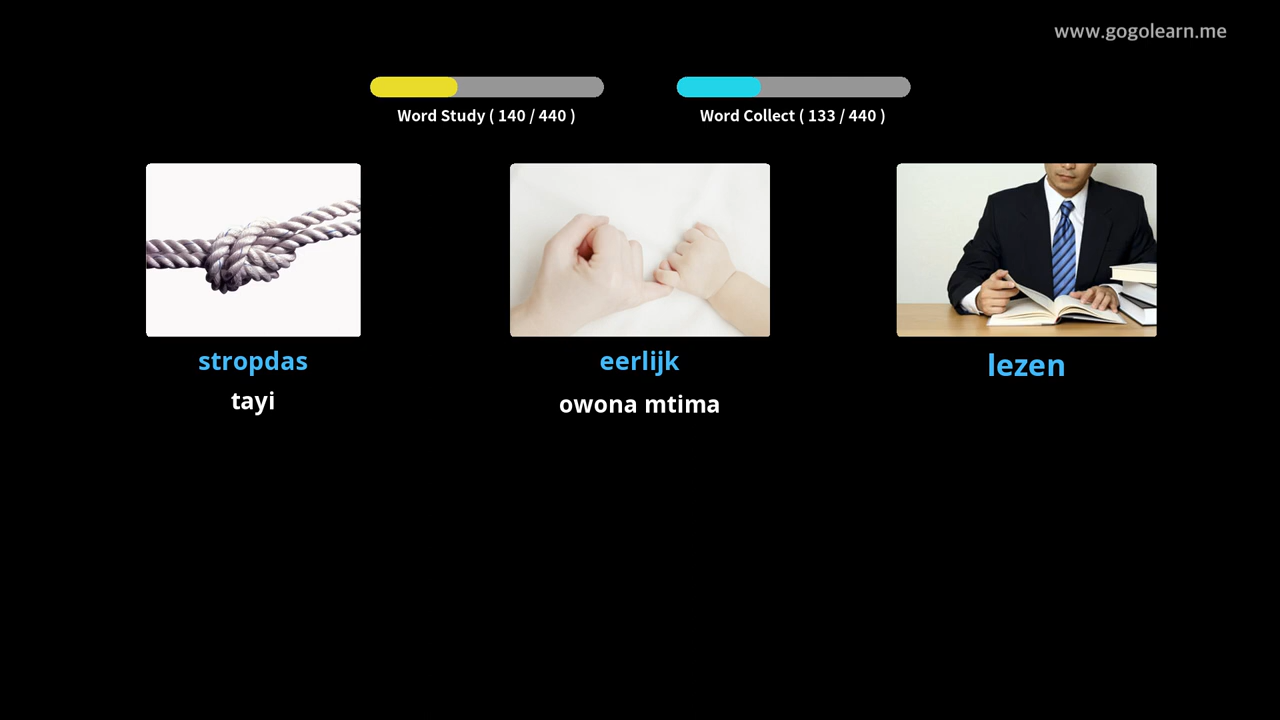 www.gogolearn.me
Word Study ( 140 / 440 )
Word Collect ( 133 / 440 )
stropdas
eerlijk
lezen
tayi
owona mtima